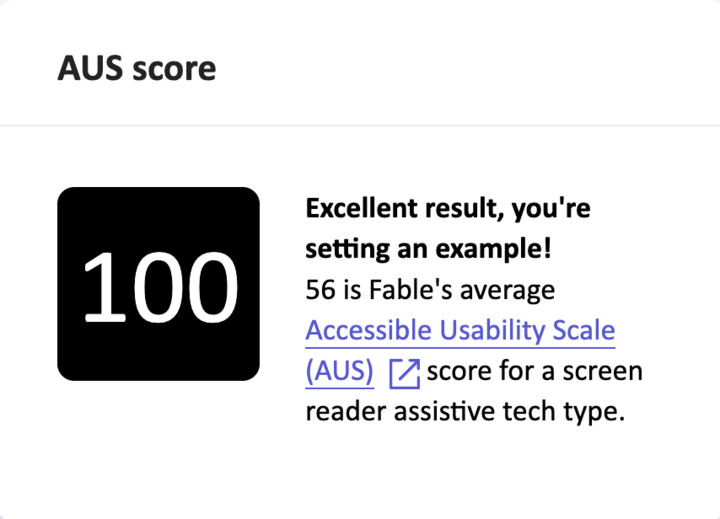 AUS score
100
Excellent result, you're
setting an example!
56 is Fable's average
Accessible Usability Scale
(AUS) score for a screen
reader assistive tech type.